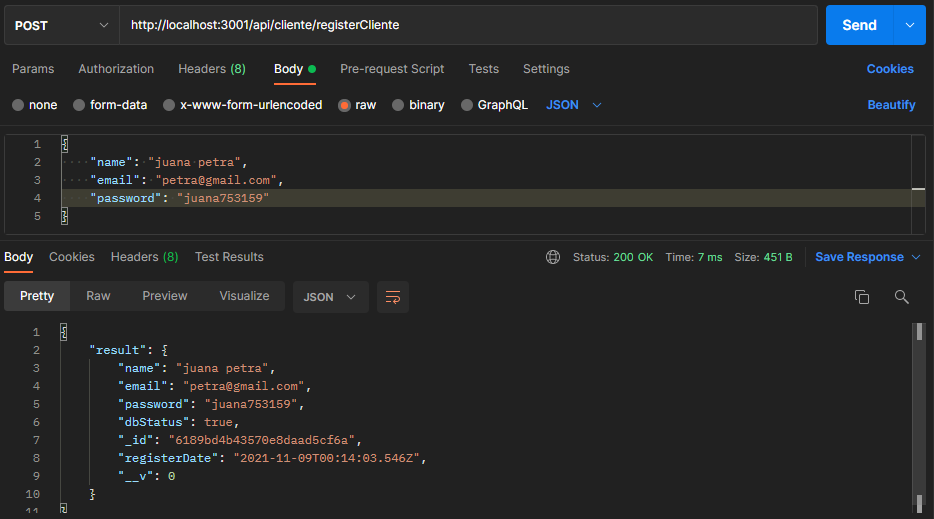 POST http://localhost:3001/api/cliente/registerCliente Send
Params Authorization Headers (8) Body Pre-request Script Tests Settings Cookies
none form-data x-www-form-urlencoded raw binary GraphQL JSON Beautify
1 {
2 "name": "juana petra",
3 "email": "petra@gmail.com",
4 "password": "juana753159"
5 }
Body Cookies Headers (8) Test Results Status: 200 OK Time: 7 ms Size: 451 B Save Response
Pretty Raw Preview Visualize JSON
1 {
2 "result": {
3 "name": "juana petra",
4 "email": "petra@gmail.com",
5 "password": "juana753159",
6 "dbStatus": true,
7 "_id": "6189bd4b43570e8daad5cf6a",
8 "registerDate": "2021-11-09T00:14:03.546Z",
9 "__v": 0
10 }
11 }